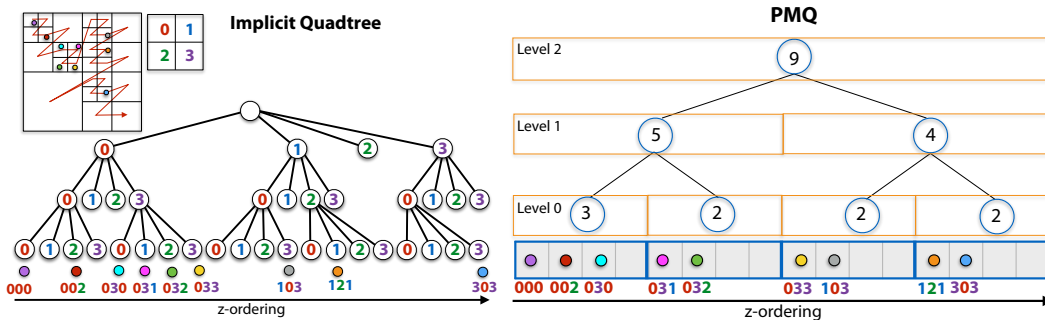 Implicit Quadtree
0 1
2 3
0 1 2 3
0 1 2 3 0 1 2 3 0 1 2 3
0 1 2 3 0 1 2 3 0 1 2 3 0 1 2 3 0 1 2 3
000 002 030 031 032 033 103 121 303
z-ordering
PMQ
Level 2
9
Level 1
5 4
Level 0
3 2 2 2
000 002 030 031 032 033 103 121 303
z-ordering